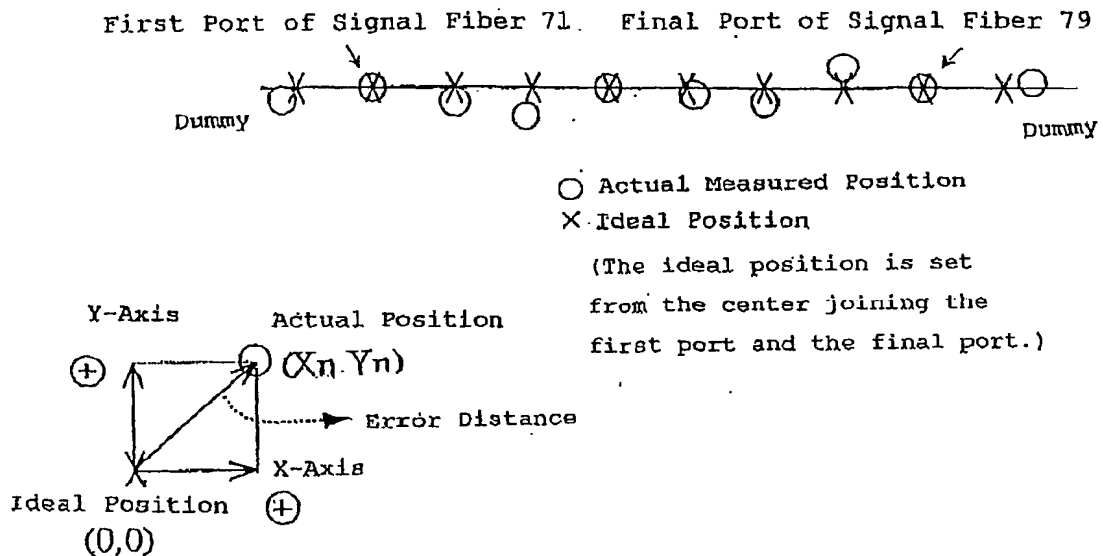 First Port of Signal Fiber 71. Final Port of Signal Fiber 79
Dummy
Dummy
Actual Measured Position
Ideal Position
(The ideal position is set
from the center joining the
first port and the final port.)
Y-Axis
Actual Position
(Xn.Yn)
Error Distance
X-Axis
Ideal Position
(0,0)